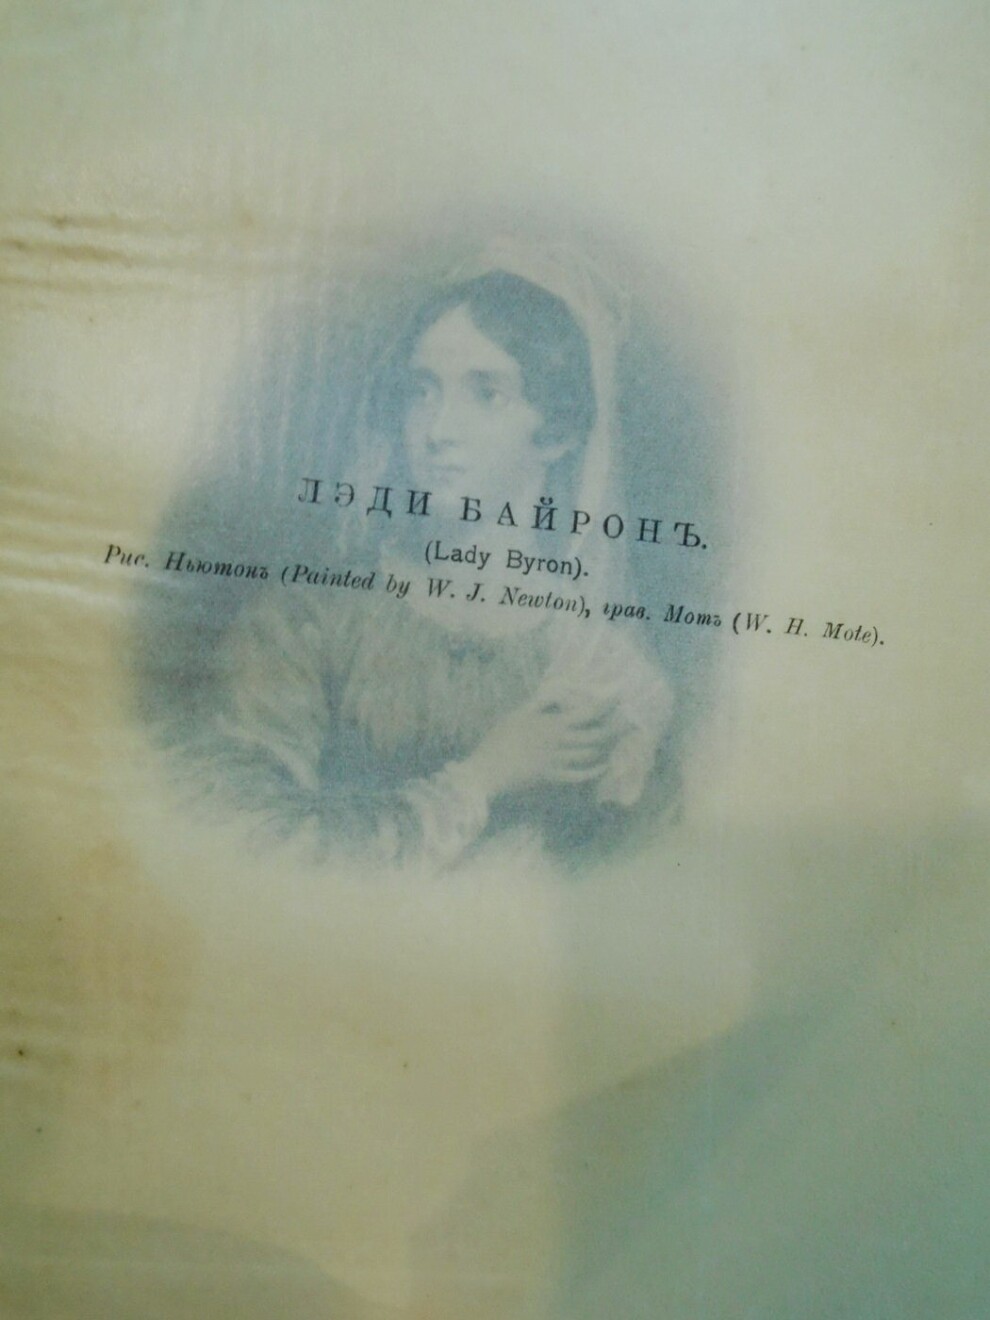 ЛЭДИ БАЙРОНЪ.
(Lady Byron).
Рис. Ньютонъ (Painted by W. J. Newton), грав. Мотъ (W. H. Mote).